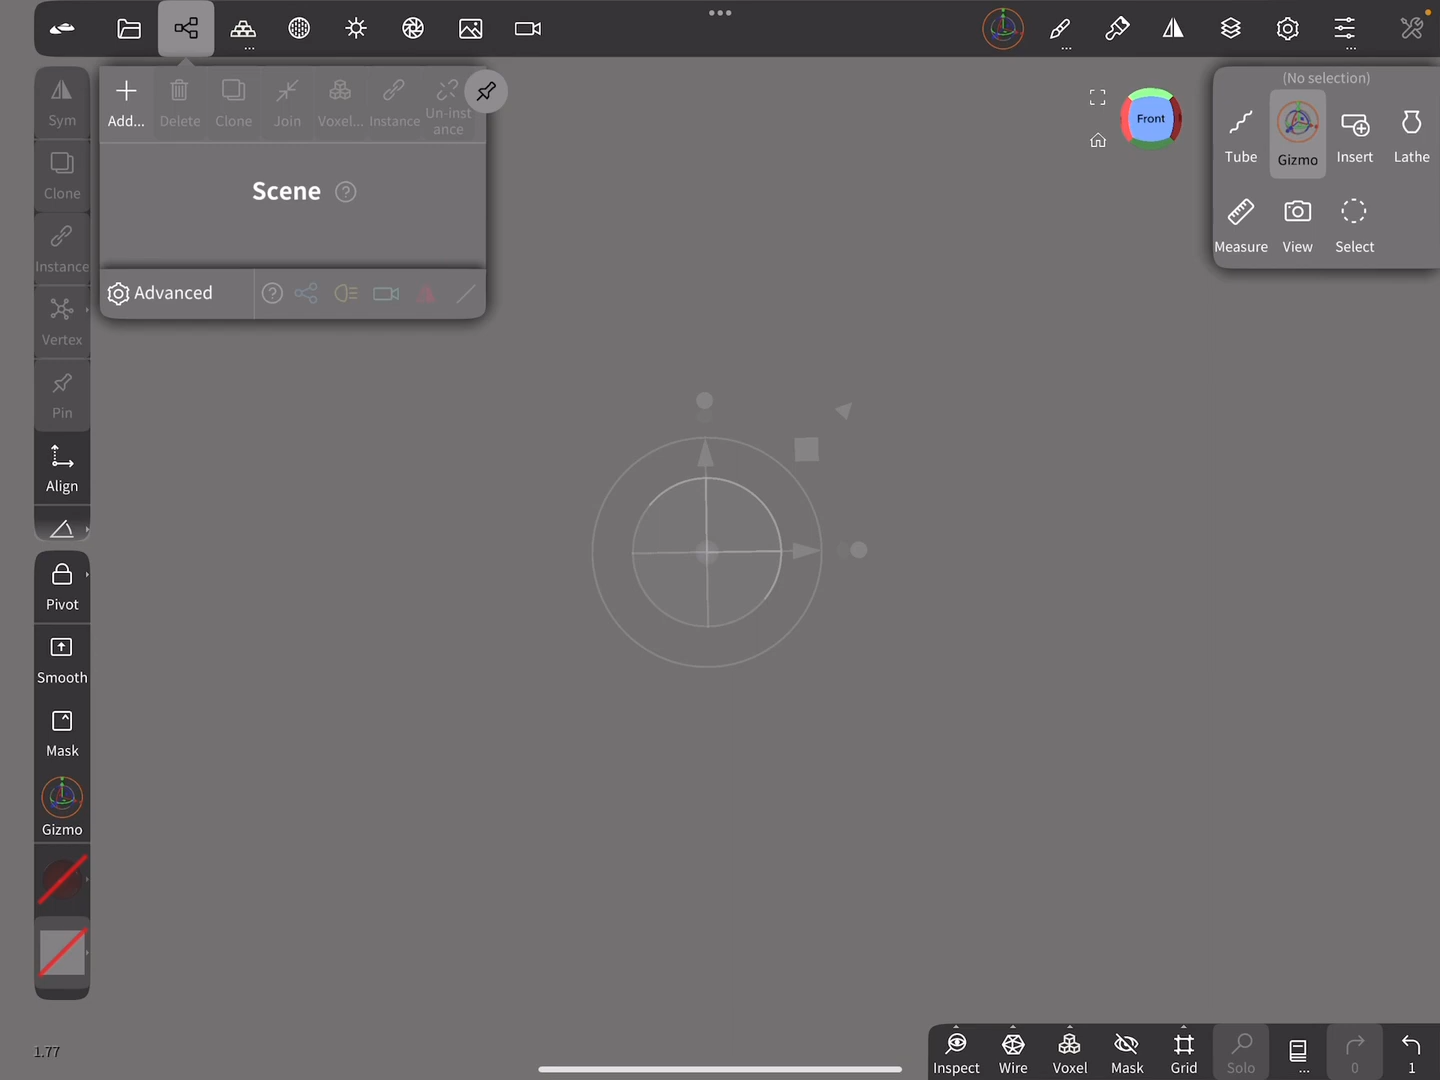 (No selection)
Add...
Delete
Clone
Join
Voxel...
Instance
Un-inst
ance
Front
Sym
Tube
Gizmo
Insert
Lathe
Scene
Clone
Measure
View
Select
Instance
Advanced
Vertex
Pin
Align
Pivot
Smooth
Mask
Gizmo
1.77
Inspect
Wire
Voxel
Mask
Grid
Solo
...
0
1